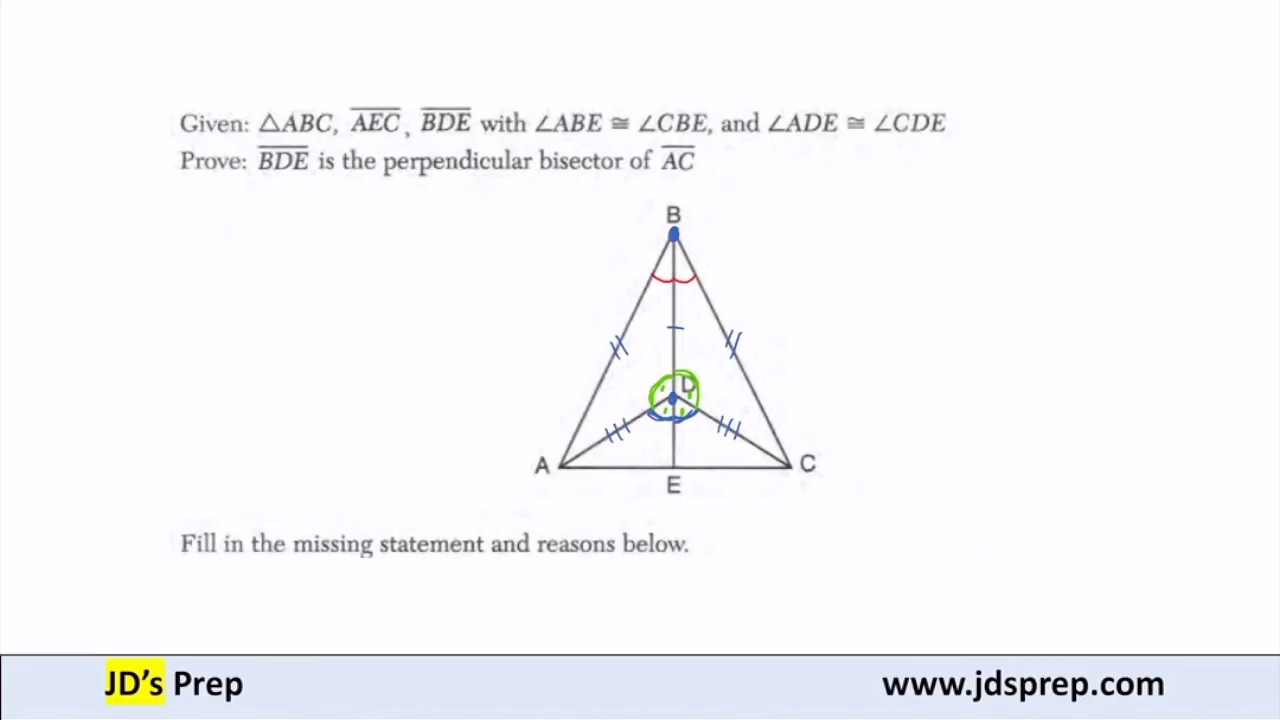 Given: △ABC, AEC, BDE with ∠ABE ≅ ∠CBE, and ∠ADE ≅ ∠CDE
Prove: BDE is the perpendicular bisector of AC
B
D
A
C
E
Fill in the missing statement and reasons below.
JD's Prep
www.jdsprep.com